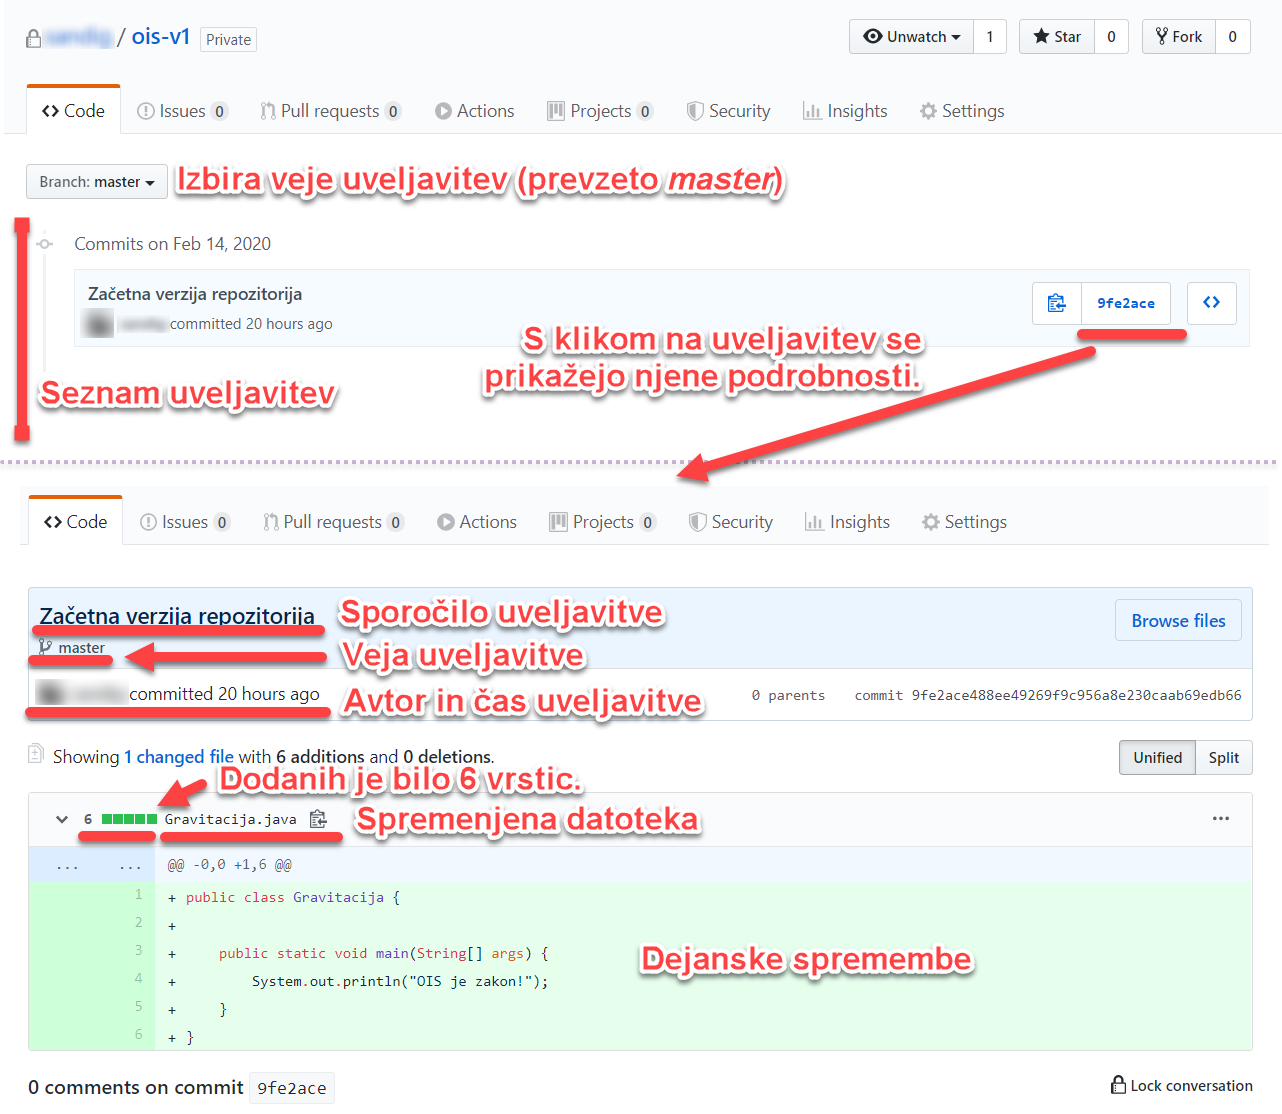 / ois-v1 Private
Unwatch 1 Star 0 Fork 0
Code Issues 0 Pull requests 0 Actions Projects 0 Security Insights Settings
Branch: master Izbira veje uveljavitev (prevzeto master)
Commits on Feb 14, 2020
Začetna verzija repozitorija
committed 20 hours ago
9fe2ace
S klikom na uveljavitev se
prikažejo njene podrobnosti.
Seznam uveljavitev
Code Issues 0 Pull requests 0 Actions Projects 0 Security Insights Settings
Začetna verzija repozitorija Sporočilo uveljavitve
Browse files
master Veja uveljavitve
committed 20 hours ago Avtor in čas uveljavitve
0 parents commit 9fe2ace488ee49269f9c956a8e230caab69edb66
Showing 1 changed file with 6 additions and 0 deletions.
Unified Split
Dodanih je bilo 6 vrstic.
6 Gravitacija.java Spremenjena datoteka
... ... @@ -0,0 +1,6 @@
1 + public class Gravitacija {
2 +
3 + public static void main(String[] args) {
4 + System.out.println("OIS je zakon!");
5 + }
6 + }
Dejanske spremembe
0 comments on commit 9fe2ace
Lock conversation